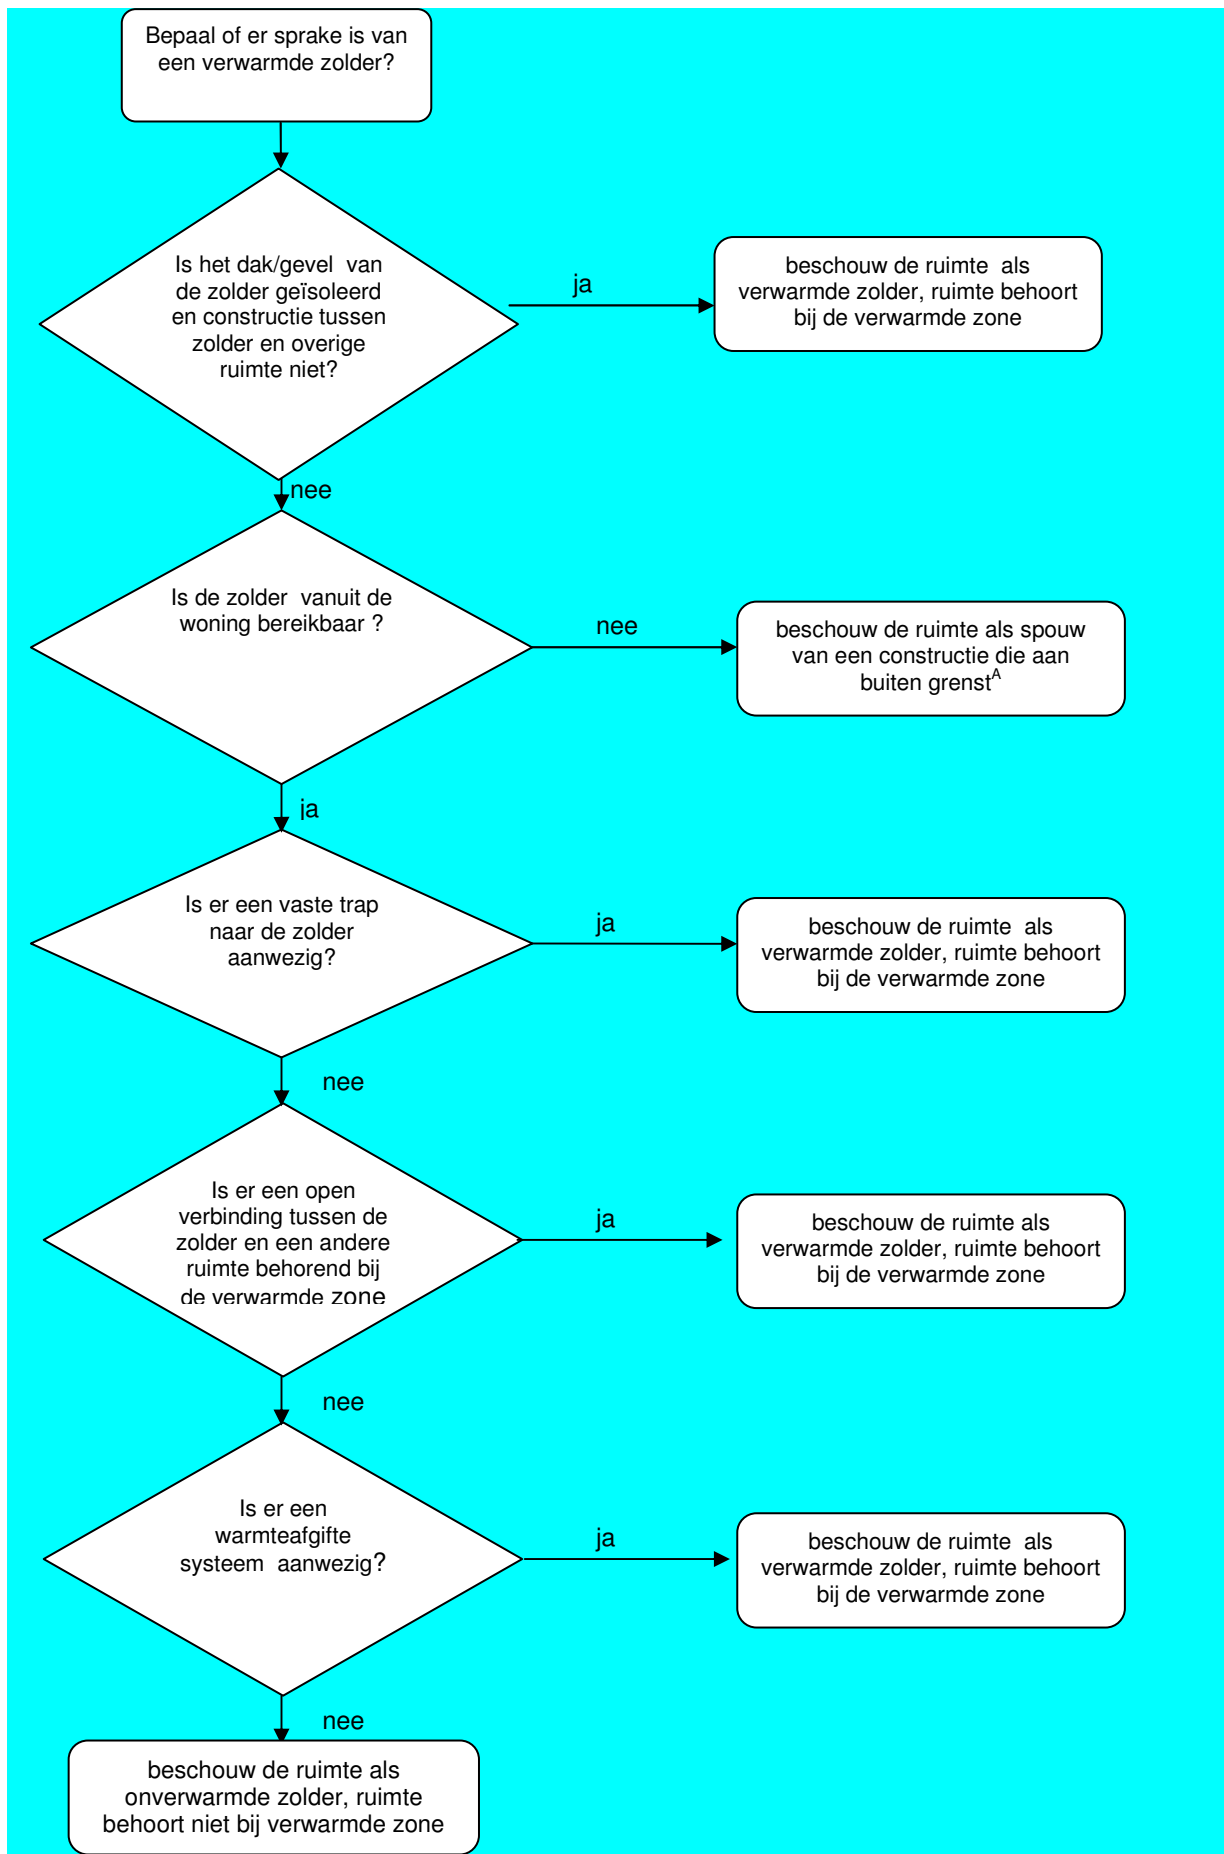 Bepaal of er sprake is van
een verwarmde zolder?
Is het dak/gevel van
de zolder geïsoleerd
en constructie tussen
zolder en overige
ruimte niet?
ja
beschouw de ruimte als
verwarmde zolder, ruimte behoort
bij de verwarmde zone
nee
Is de zolder vanuit de
woning bereikbaar ?
nee
beschouw de ruimte als spouw
van een constructie die aan
buiten grenst^A
ja
Is er een vaste trap
naar de zolder
aanwezig?
ja
beschouw de ruimte als
verwarmde zolder, ruimte behoort
bij de verwarmde zone
nee
Is er een open
verbinding tussen de
zolder en een andere
ruimte behorend bij
de verwarmde zone
ja
beschouw de ruimte als
verwarmde zolder, ruimte behoort
bij de verwarmde zone
nee
Is er een
warmteafgifte
systeem aanwezig?
ja
beschouw de ruimte als
verwarmde zolder, ruimte behoort
bij de verwarmde zone
nee
beschouw de ruimte als
onverwarmde zolder, ruimte
behoort niet bij verwarmde zone